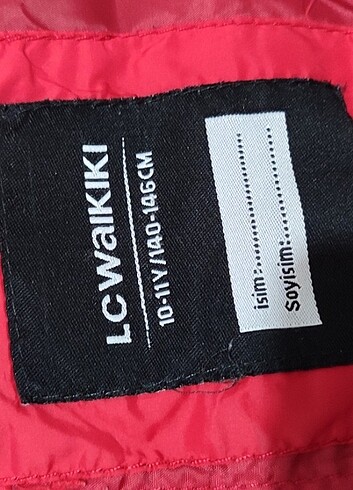 LCWAIKIKI
10-11Y/140-146CM
isim:..............
Soyisim:...........